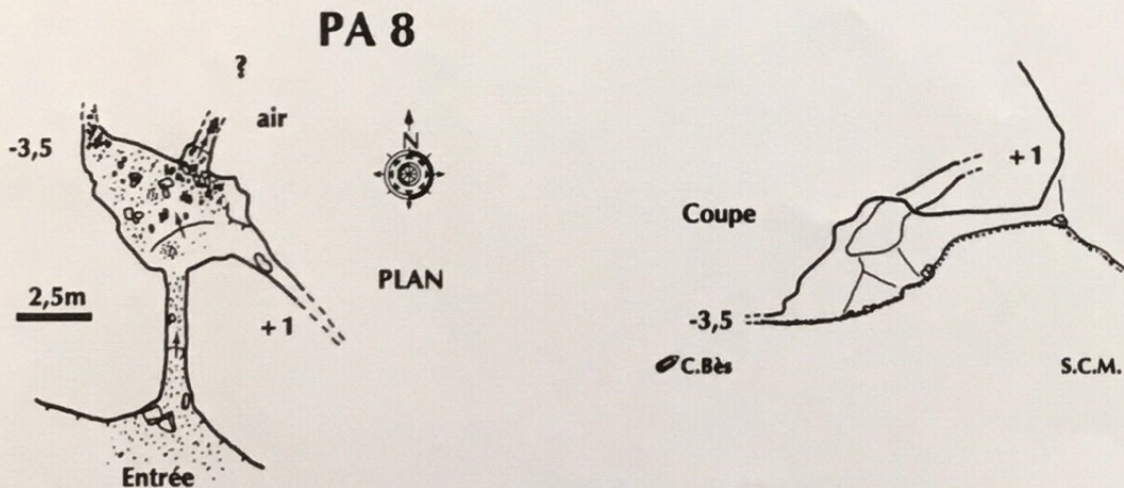 PA 8
?
air
-3,5
N
PLAN
2,5m
+1
Entrée
Coupe
+1
-3,5
C.Bès
S.C.M.